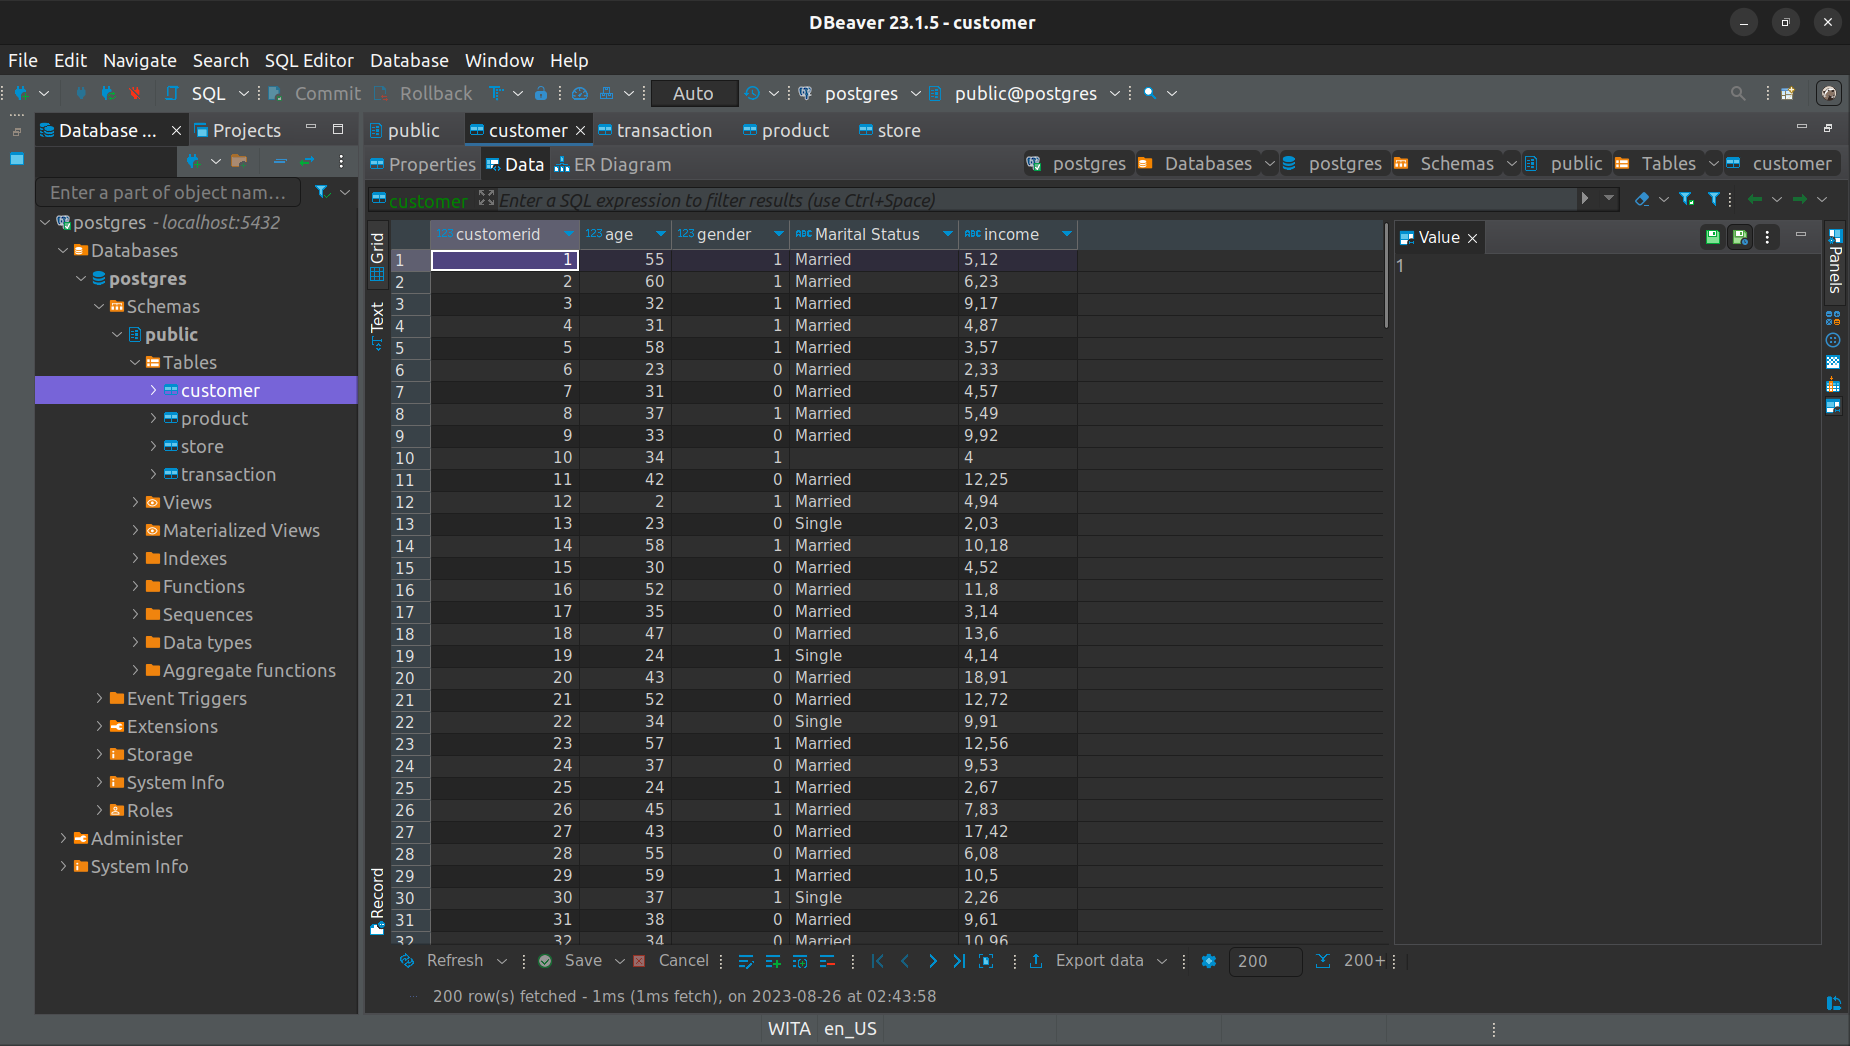 DBeaver 23.1.5 - customer
File Edit Navigate Search SQL Editor Database Window Help
SQL Commit Rollback Auto postgres public@postgres
Database ... Projects
public customer transaction product store
Properties Data ER Diagram
postgres Databases postgres Schemas public Tables customer
Enter a part of object nam...
customer Enter a SQL expression to filter results (use Ctrl+Space)
postgres - localhost:5432
Databases
postgres
Schemas
public
Tables
customer
product
store
transaction
Views
Materialized Views
Indexes
Functions
Sequences
Data types
Aggregate functions
Event Triggers
Extensions
Storage
System Info
Roles
Administer
System Info
Grid
Text
Record
123 customerid 123 age 123 gender ABC Marital Status ABC income
1 1 55 1 Married 5,12
2 2 60 1 Married 6,23
3 3 32 1 Married 9,17
4 4 31 1 Married 4,87
5 5 58 1 Married 3,57
6 6 23 0 Married 2,33
7 7 31 0 Married 4,57
8 8 37 1 Married 5,49
9 9 33 0 Married 9,92
10 10 34 1 4
11 11 42 0 Married 12,25
12 12 2 1 Married 4,94
13 13 23 0 Single 2,03
14 14 58 1 Married 10,18
15 15 30 0 Married 4,52
16 16 52 0 Married 11,8
17 17 35 0 Married 3,14
18 18 47 0 Married 13,6
19 19 24 1 Single 4,14
20 20 43 0 Married 18,91
21 21 52 0 Married 12,72
22 22 34 0 Single 9,91
23 23 57 1 Married 12,56
24 24 37 0 Married 9,53
25 25 24 1 Married 2,67
26 26 45 1 Married 7,83
27 27 43 0 Married 17,42
28 28 55 0 Married 6,08
29 29 59 1 Married 10,5
30 30 37 1 Single 2,26
31 31 38 0 Married 9,61
32 32 34 0 Married 10,96
Value
1
Panels
Refresh Save Cancel Export data 200 200+
200 row(s) fetched - 1ms (1ms fetch), on 2023-08-26 at 02:43:58
WITA en_US